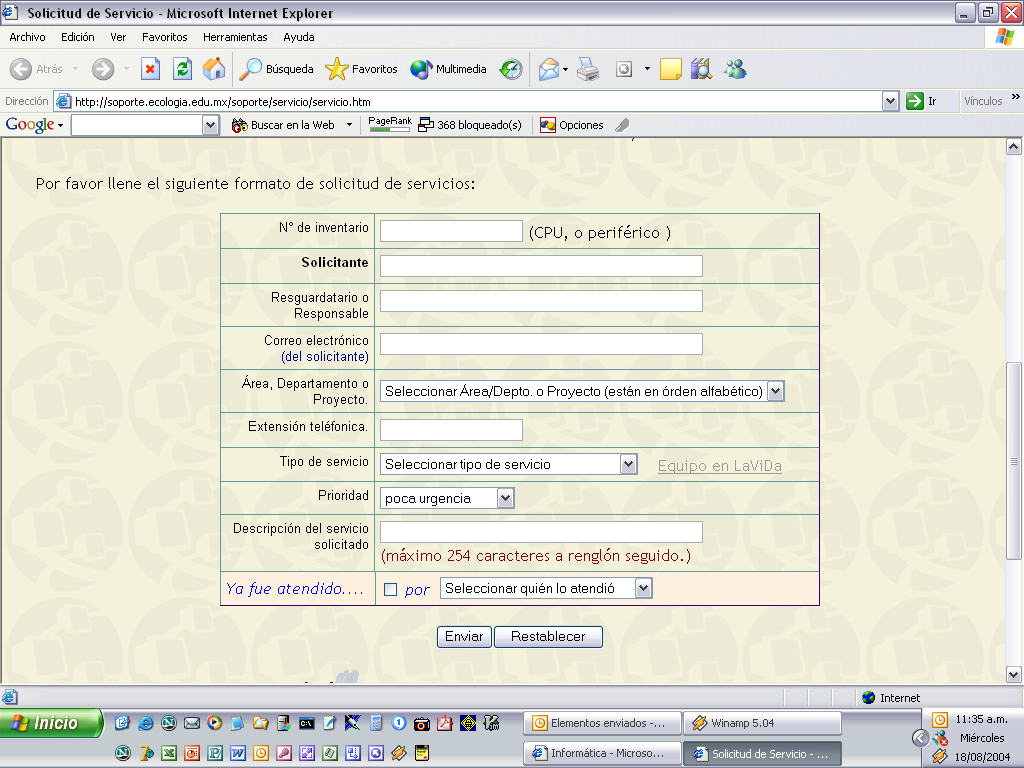 Solicitud de Servicio - Microsoft Internet Explorer
Archivo Edición Ver Favoritos Herramientas Ayuda
Atrás Búsqueda Favoritos Multimedia
Dirección http://soporte.ecologia.edu.mx/soporte/servicio/servicio.htm Ir Vínculos »
Google Buscar en la Web PageRank 368 bloqueado(s) Opciones
Por favor llene el siguiente formato de solicitud de servicios:
N° de inventario (CPU, o periférico )
Solicitante
Resguardatario o
Responsable
Correo electrónico
(del solicitante)
Área, Departamento o
Proyecto.
Seleccionar Área/Depto. o Proyecto (están en órden alfabético)
Extensión teléfonica.
Tipo de servicio Seleccionar tipo de servicio Equipo en LaViDa
Prioridad poca urgencia
Descripción del servicio
solicitado
(máximo 254 caracteres a renglón seguido.)
Ya fue atendido.... por Seleccionar quién lo atendió
Enviar Restablecer
Internet
Inicio Elementos enviados -... Winamp 5.04 11:35 a.m.
Miércoles
Informática - Microso... Solicitud de Servicio - ... 18/08/2004